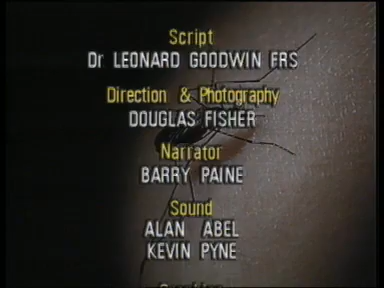 Script
Dr LEONARD GOODWIN FRS
Direction & Photography
DOUGLAS FISHER
Narrator
BARRY PAINE
Sound
ALAN ABEL
KEVIN PYNE